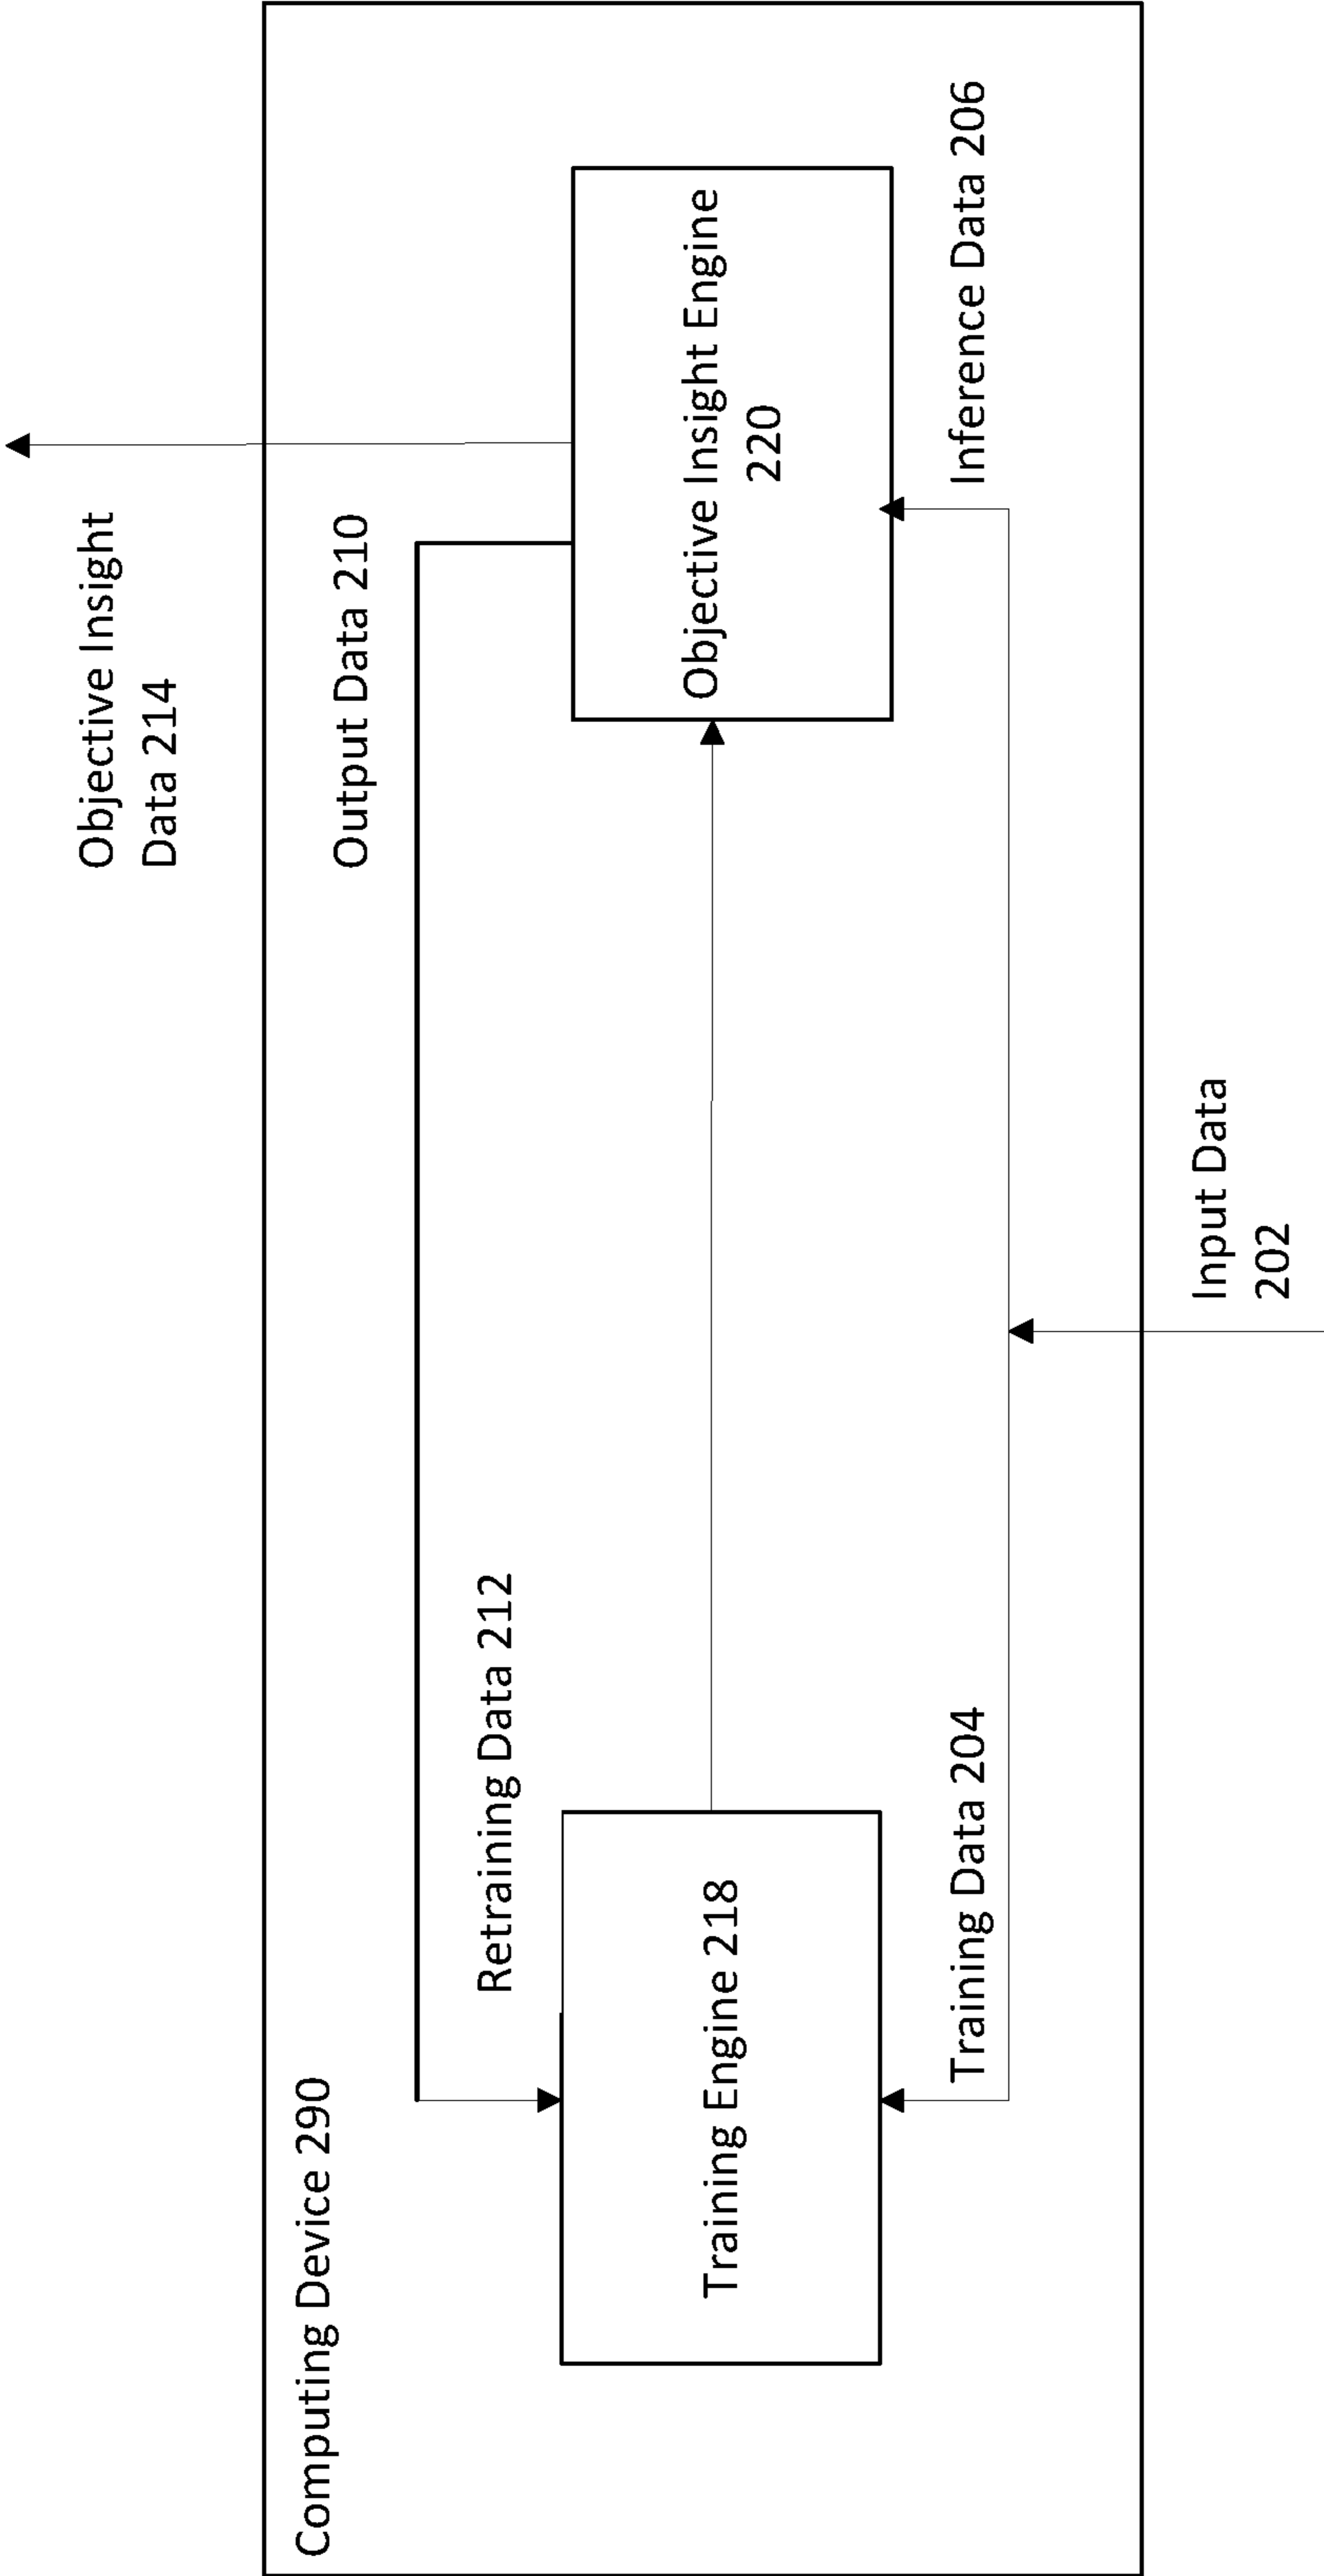 Objective Insight
Data 214
Computing Device 290
Output Data 210
Retraining Data 212
Training Engine 218
Objective Insight Engine
220
Training Data 204
Inference Data 206
Input Data
202